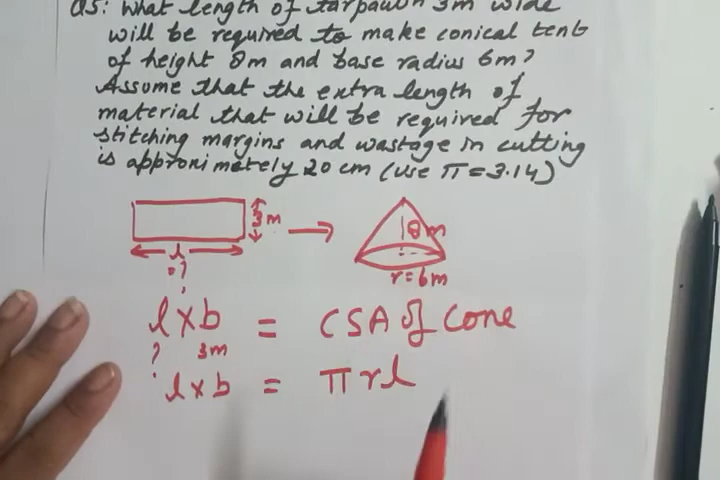 Q5: What length of tarpaulin 3m wide
will be required to make conical tent
of height 8m and base radius 6m?
Assume that the extra length of
material that will be required for
stitching margins and wastage in cutting
is approximately 20 cm (use π = 3.14)
3m
8m
l
?
r=6m
l×b = CSA of Cone
? 3m
l×b = πrl